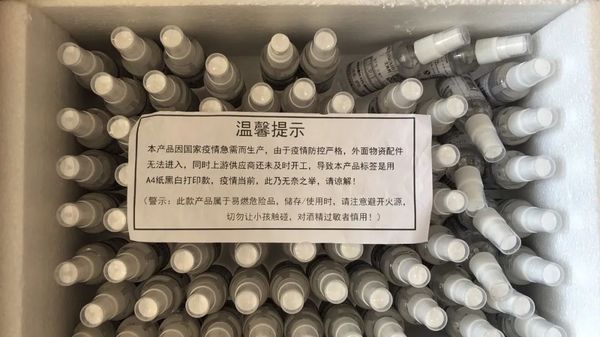 温馨提示
本产品因国家疫情急需而生产，由于疫情防控严格，外面物资配件
无法进入，同时上游供应商还未及时开工，导致本产品标签是用
A4纸黑白打印款，疫情当前，此乃无奈之举，请谅解！
（警示：此款产品属于易燃危险品，储存/使用时，请注意避开火源，
切勿让小孩触碰，对酒精过敏者慎用！）